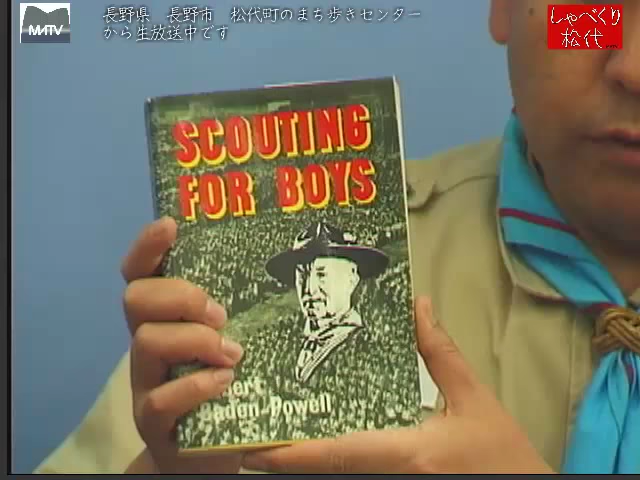 MATV
長野県 長野市 松代町のまち歩きセンター
から生放送中です
しゃべくり
松代
SCOUTING
FOR BOYS
Baden-Powell